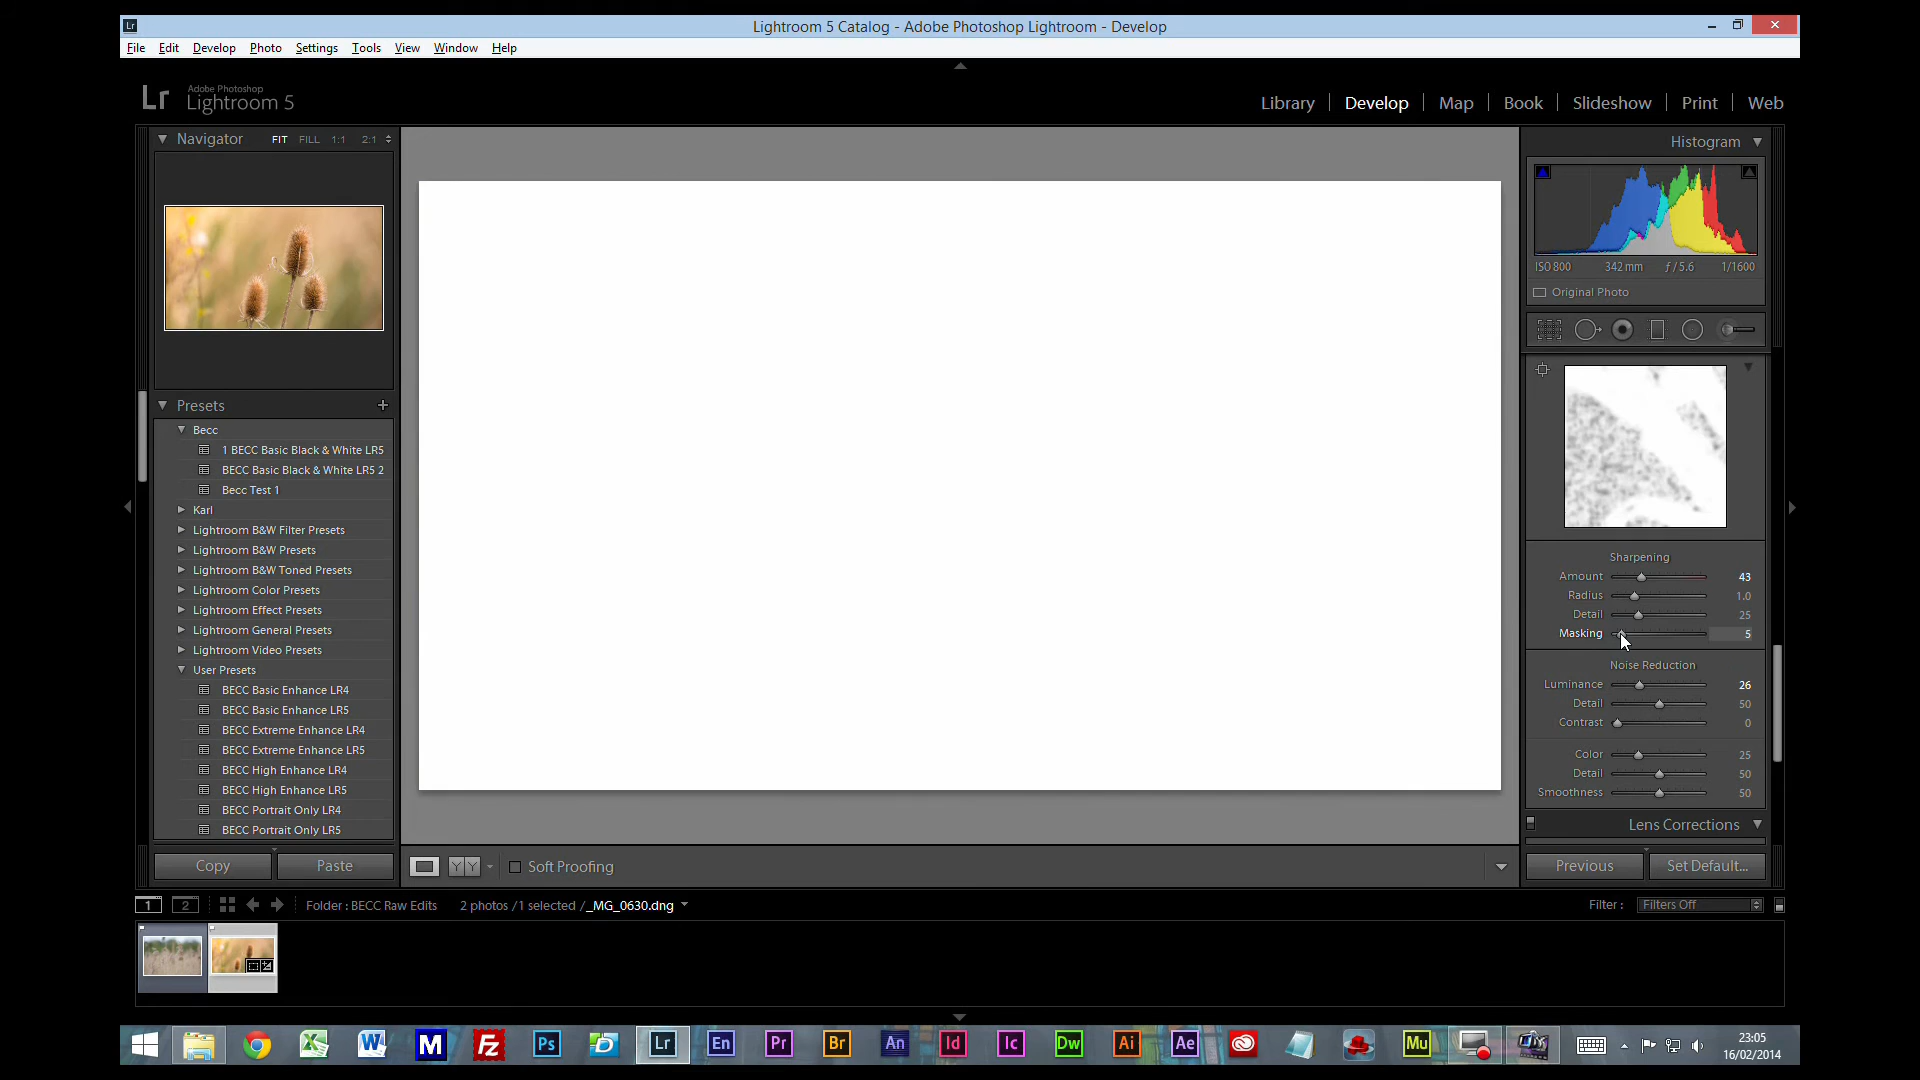 Lr Lightroom 5 Catalog - Adobe Photoshop Lightroom - Develop
File Edit Develop Photo Settings Tools View Window Help
Lr Adobe Photoshop
Lightroom 5
Library Develop Map Book Slideshow Print Web
Navigator FIT FILL 1:1 2:1
Histogram
ISO 800 342 mm ƒ / 5.6 1/1600
Original Photo
Presets
Becc
1 BECC Basic Black & White LR5
BECC Basic Black & White LR5 2
Becc Test 1
Karl
Lightroom B&W Filter Presets
Lightroom B&W Presets
Lightroom B&W Toned Presets
Lightroom Color Presets
Lightroom Effect Presets
Lightroom General Presets
Lightroom Video Presets
User Presets
BECC Basic Enhance LR4
BECC Basic Enhance LR5
BECC Extreme Enhance LR4
BECC Extreme Enhance LR5
BECC High Enhance LR4
BECC High Enhance LR5
BECC Portrait Only LR4
BECC Portrait Only LR5
Copy Paste
Sharpening
Amount 43
Radius 1.0
Detail 25
Masking 5
Noise Reduction
Luminance 26
Detail 50
Contrast 0
Color 25
Detail 50
Smoothness 50
Lens Corrections
Previous Set Default...
Y Y Soft Proofing
1 2 Folder : BECC Raw Edits 2 photos / 1 selected / _MG_0630.dng
Filter : Filters Off
M Fz Ps D Lr En Pr Br An Id Ic Dw Ai Ae Mu
23:05
16/02/2014